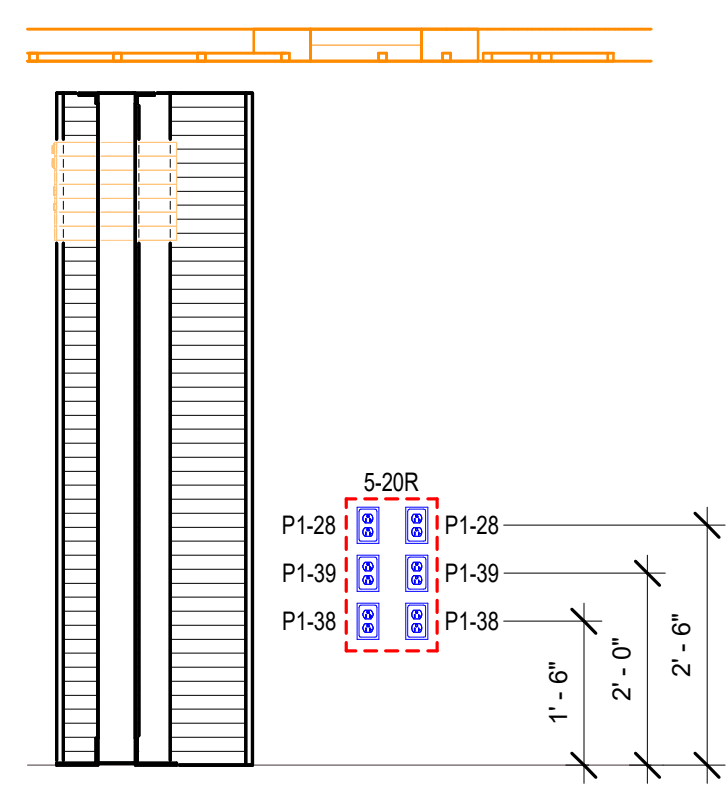 5-20R
P1-28 P1-28
P1-39 P1-39
P1-38 P1-38
1' - 6"
2' - 0"
2' - 6"